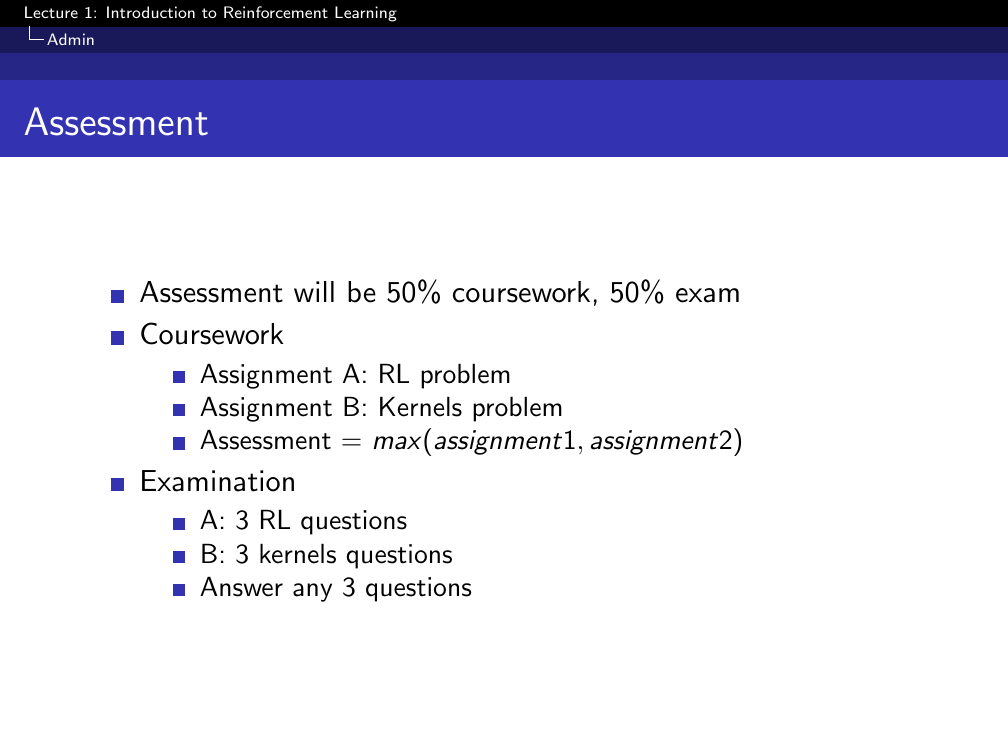 Lecture 1: Introduction to Reinforcement Learning
Admin
Assessment
Assessment will be 50% coursework, 50% exam
Coursework
Assignment A: RL problem
Assignment B: Kernels problem
Assessment = max(assignment1, assignment2)
Examination
A: 3 RL questions
B: 3 kernels questions
Answer any 3 questions